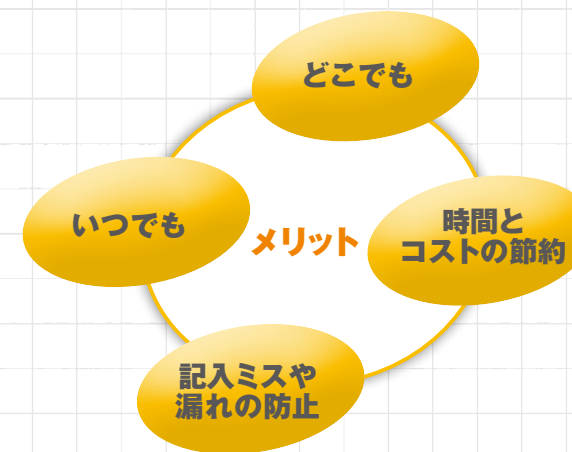 どこでも
いつでも
メリット
時間と
コストの節約
記入ミスや
漏れの防止